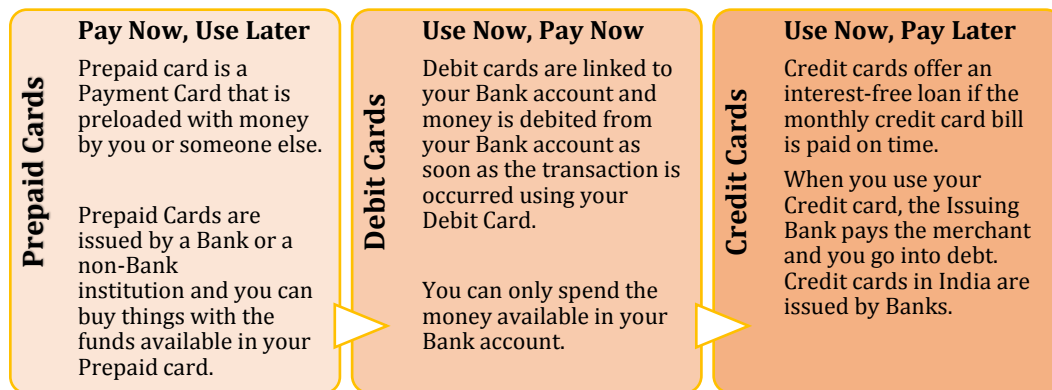 Prepaid Cards
Pay Now, Use Later
Prepaid card is a
Payment Card that is
preloaded with money
by you or someone else.
Prepaid Cards are
issued by a Bank or a
non-Bank
institution and you can
buy things with the
funds available in your
Prepaid card.
Debit Cards
Use Now, Pay Now
Debit cards are linked to
your Bank account and
money is debited from
your Bank account as
soon as the transaction is
occurred using your
Debit Card.
You can only spend the
money available in your
Bank account.
Credit Cards
Use Now, Pay Later
Credit cards offer an
interest-free loan if the
monthly credit card bill
is paid on time.
When you use your
Credit card, the Issuing
Bank pays the merchant
and you go into debt.
Credit cards in India are
issued by Banks.